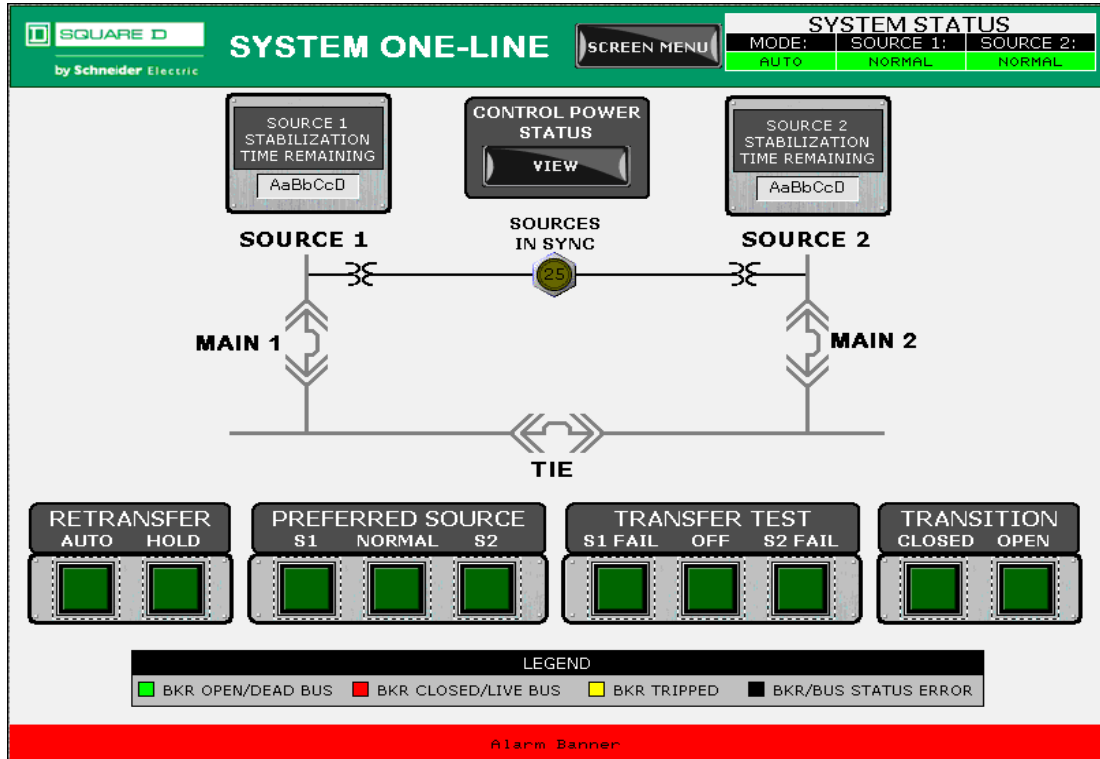 SQUARE D
by Schneider Electric
SYSTEM ONE-LINE
SCREEN MENU
SYSTEM STATUS
MODE: SOURCE 1: SOURCE 2:
AUTO NORMAL NORMAL
SOURCE 1
STABILIZATION
TIME REMAINING
AaBbCcD
CONTROL POWER
STATUS
VIEW
SOURCE 2
STABILIZATION
TIME REMAINING
AaBbCcD
SOURCE 1
SOURCES
IN SYNC
SOURCE 2
25
MAIN 1
MAIN 2
TIE
RETRANSFER
AUTO HOLD
PREFERRED SOURCE
S1 NORMAL S2
TRANSFER TEST
S1 FAIL OFF S2 FAIL
TRANSITION
CLOSED OPEN
LEGEND
BKR OPEN/DEAD BUS BKR CLOSED/LIVE BUS BKR TRIPPED BKR/BUS STATUS ERROR
Alarm Banner